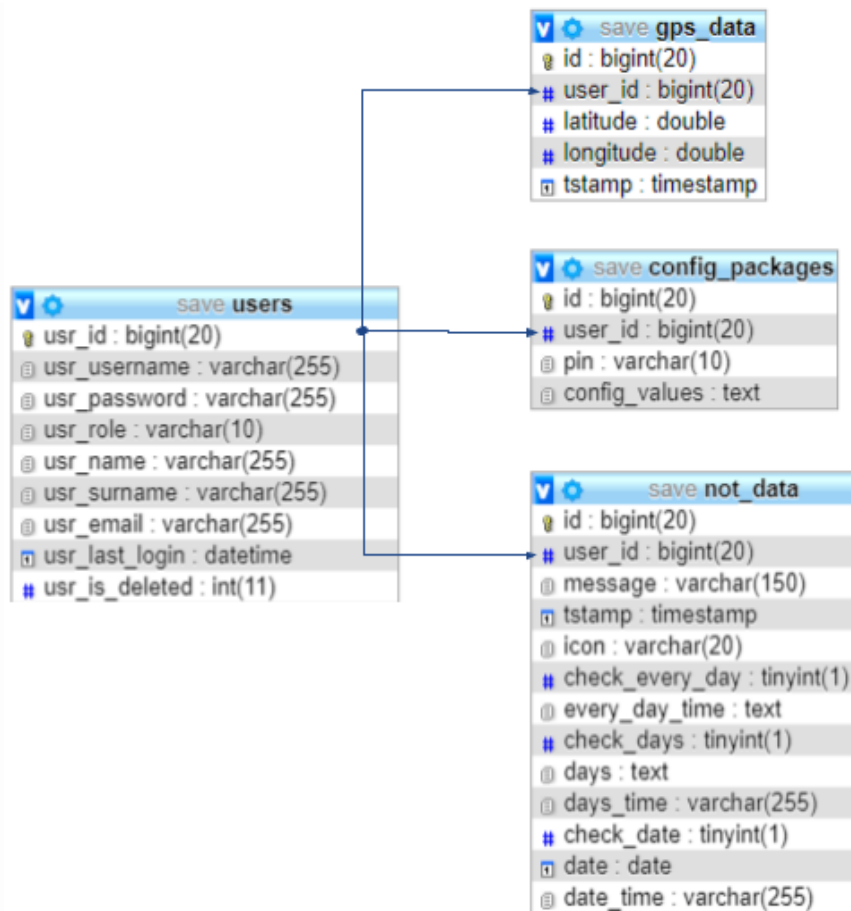 save gps_data
id : bigint(20)
user_id : bigint(20)
latitude : double
longitude : double
tstamp : timestamp
save config_packages
id : bigint(20)
user_id : bigint(20)
pin : varchar(10)
config_values : text
save users
usr_id : bigint(20)
usr_username : varchar(255)
usr_password : varchar(255)
usr_role : varchar(10)
usr_name : varchar(255)
usr_surname : varchar(255)
usr_email : varchar(255)
usr_last_login : datetime
usr_is_deleted : int(11)
save not_data
id : bigint(20)
user_id : bigint(20)
message : varchar(150)
tstamp : timestamp
icon : varchar(20)
check_every_day : tinyint(1)
every_day_time : text
check_days : tinyint(1)
days : text
days_time : varchar(255)
check_date : tinyint(1)
date : date
date_time : varchar(255)